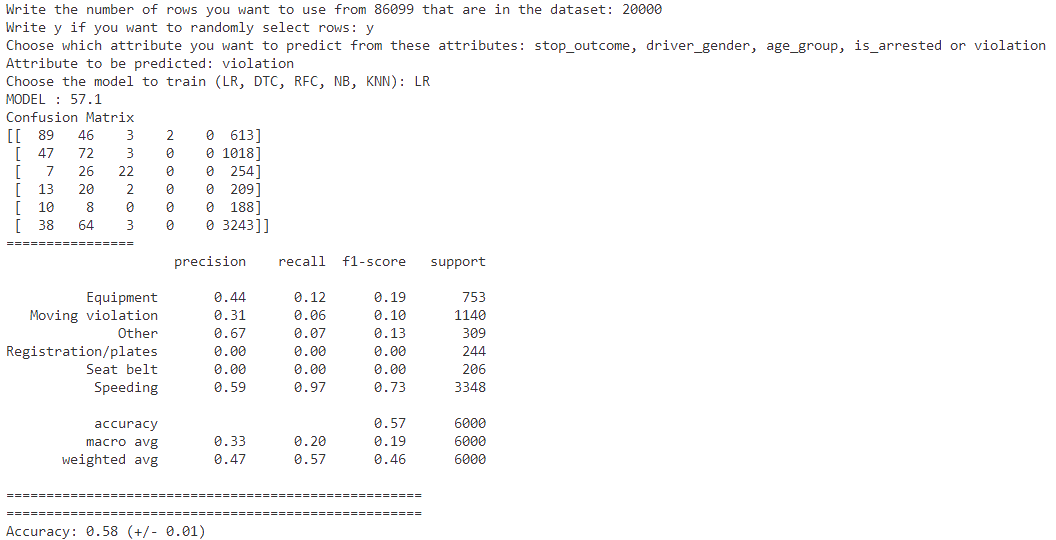 Write the number of rows you want to use from 86099 that are in the dataset: 20000
Write y if you want to randomly select rows: y
Choose which attribute you want to predict from these attributes: stop_outcome, driver_gender, age_group, is_arrested or violation
Attribute to be predicted: violation
Choose the model to train (LR, DTC, RFC, NB, KNN): LR
MODEL : 57.1
Confusion Matrix
[[  89   46    3    2    0  613]
 [  47   72    3    0    0 1018]
 [   7   26   22    0    0  254]
 [  13   20    2    0    0  209]
 [  10    8    0    0    0  188]
 [  38   64    3    0    0 3243]]
================
                     precision    recall  f1-score   support
          Equipment       0.44      0.12      0.19       753
   Moving violation       0.31      0.06      0.10      1140
              Other       0.67      0.07      0.13       309
Registration/plates       0.00      0.00      0.00       244
          Seat belt       0.00      0.00      0.00       206
           Speeding       0.59      0.97      0.73      3348
           accuracy                           0.57      6000
          macro avg       0.33      0.20      0.19      6000
       weighted avg       0.47      0.57      0.46      6000
====================================================
====================================================
Accuracy: 0.58 (+/- 0.01)